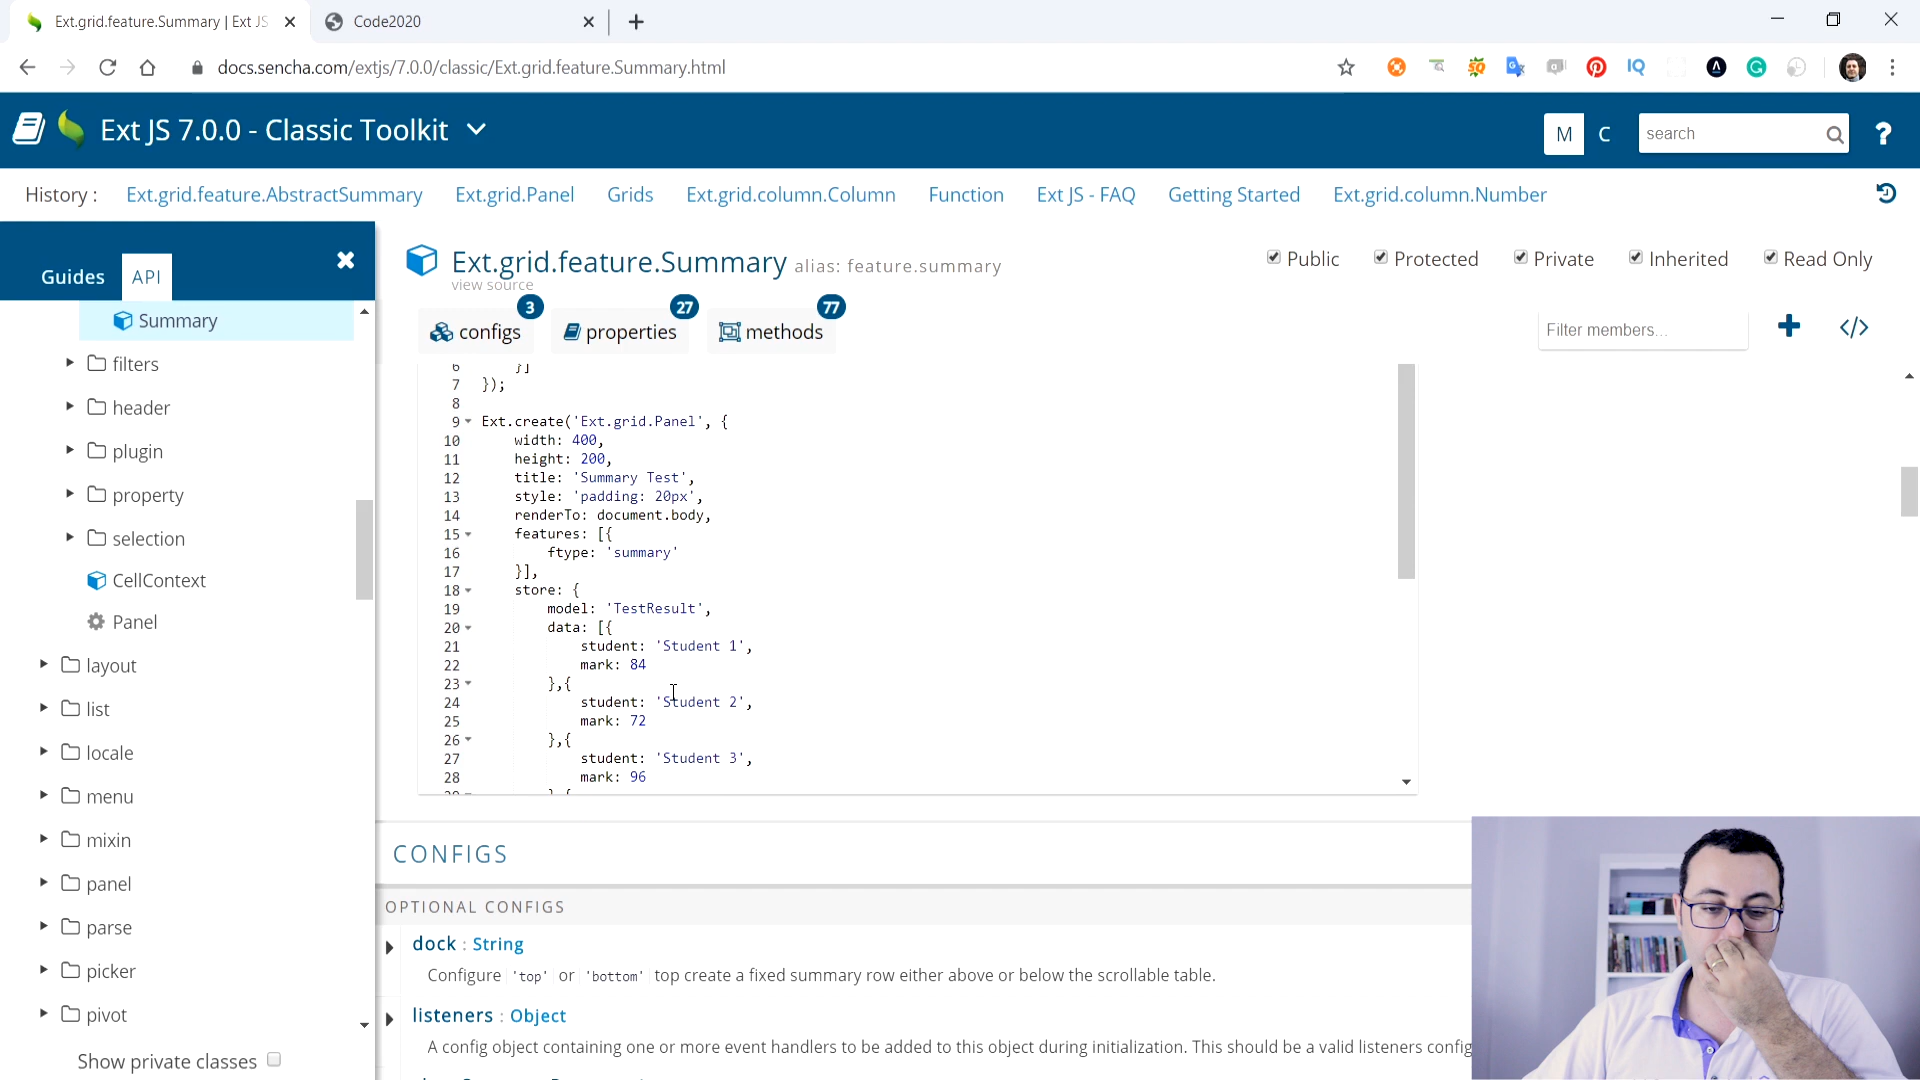 Ext.grid.feature.Summary | Ext JS
Code2020
docs.sencha.com/extjs/7.0.0/classic/Ext.grid.feature.Summary.html
Ext JS 7.0.0 - Classic Toolkit
M C search ?
History : Ext.grid.feature.AbstractSummary Ext.grid.Panel Grids Ext.grid.column.Column Function Ext JS - FAQ Getting Started Ext.grid.column.Number
Guides API
Summary
filters
header
plugin
property
selection
CellContext
Panel
layout
list
locale
menu
mixin
panel
parse
picker
pivot
Show private classes
Ext.grid.feature.Summary alias: feature.summary
view source
Public Protected Private Inherited Read Only
configs 3
properties 27
methods 77
Filter members...
6 }]
7 });
8
9 Ext.create('Ext.grid.Panel', {
10 width: 400,
11 height: 200,
12 title: 'Summary Test',
13 style: 'padding: 20px',
14 renderTo: document.body,
15 features: [{
16 ftype: 'summary'
17 }],
18 store: {
19 model: 'TestResult',
20 data: [{
21 student: 'Student 1',
22 mark: 84
23 },{
24 student: 'Student 2',
25 mark: 72
26 },{
27 student: 'Student 3',
28 mark: 96
CONFIGS
OPTIONAL CONFIGS
dock : String
Configure 'top' or 'bottom' top create a fixed summary row either above or below the scrollable table.
listeners : Object
A config object containing one or more event handlers to be added to this object during initialization. This should be a valid listeners config